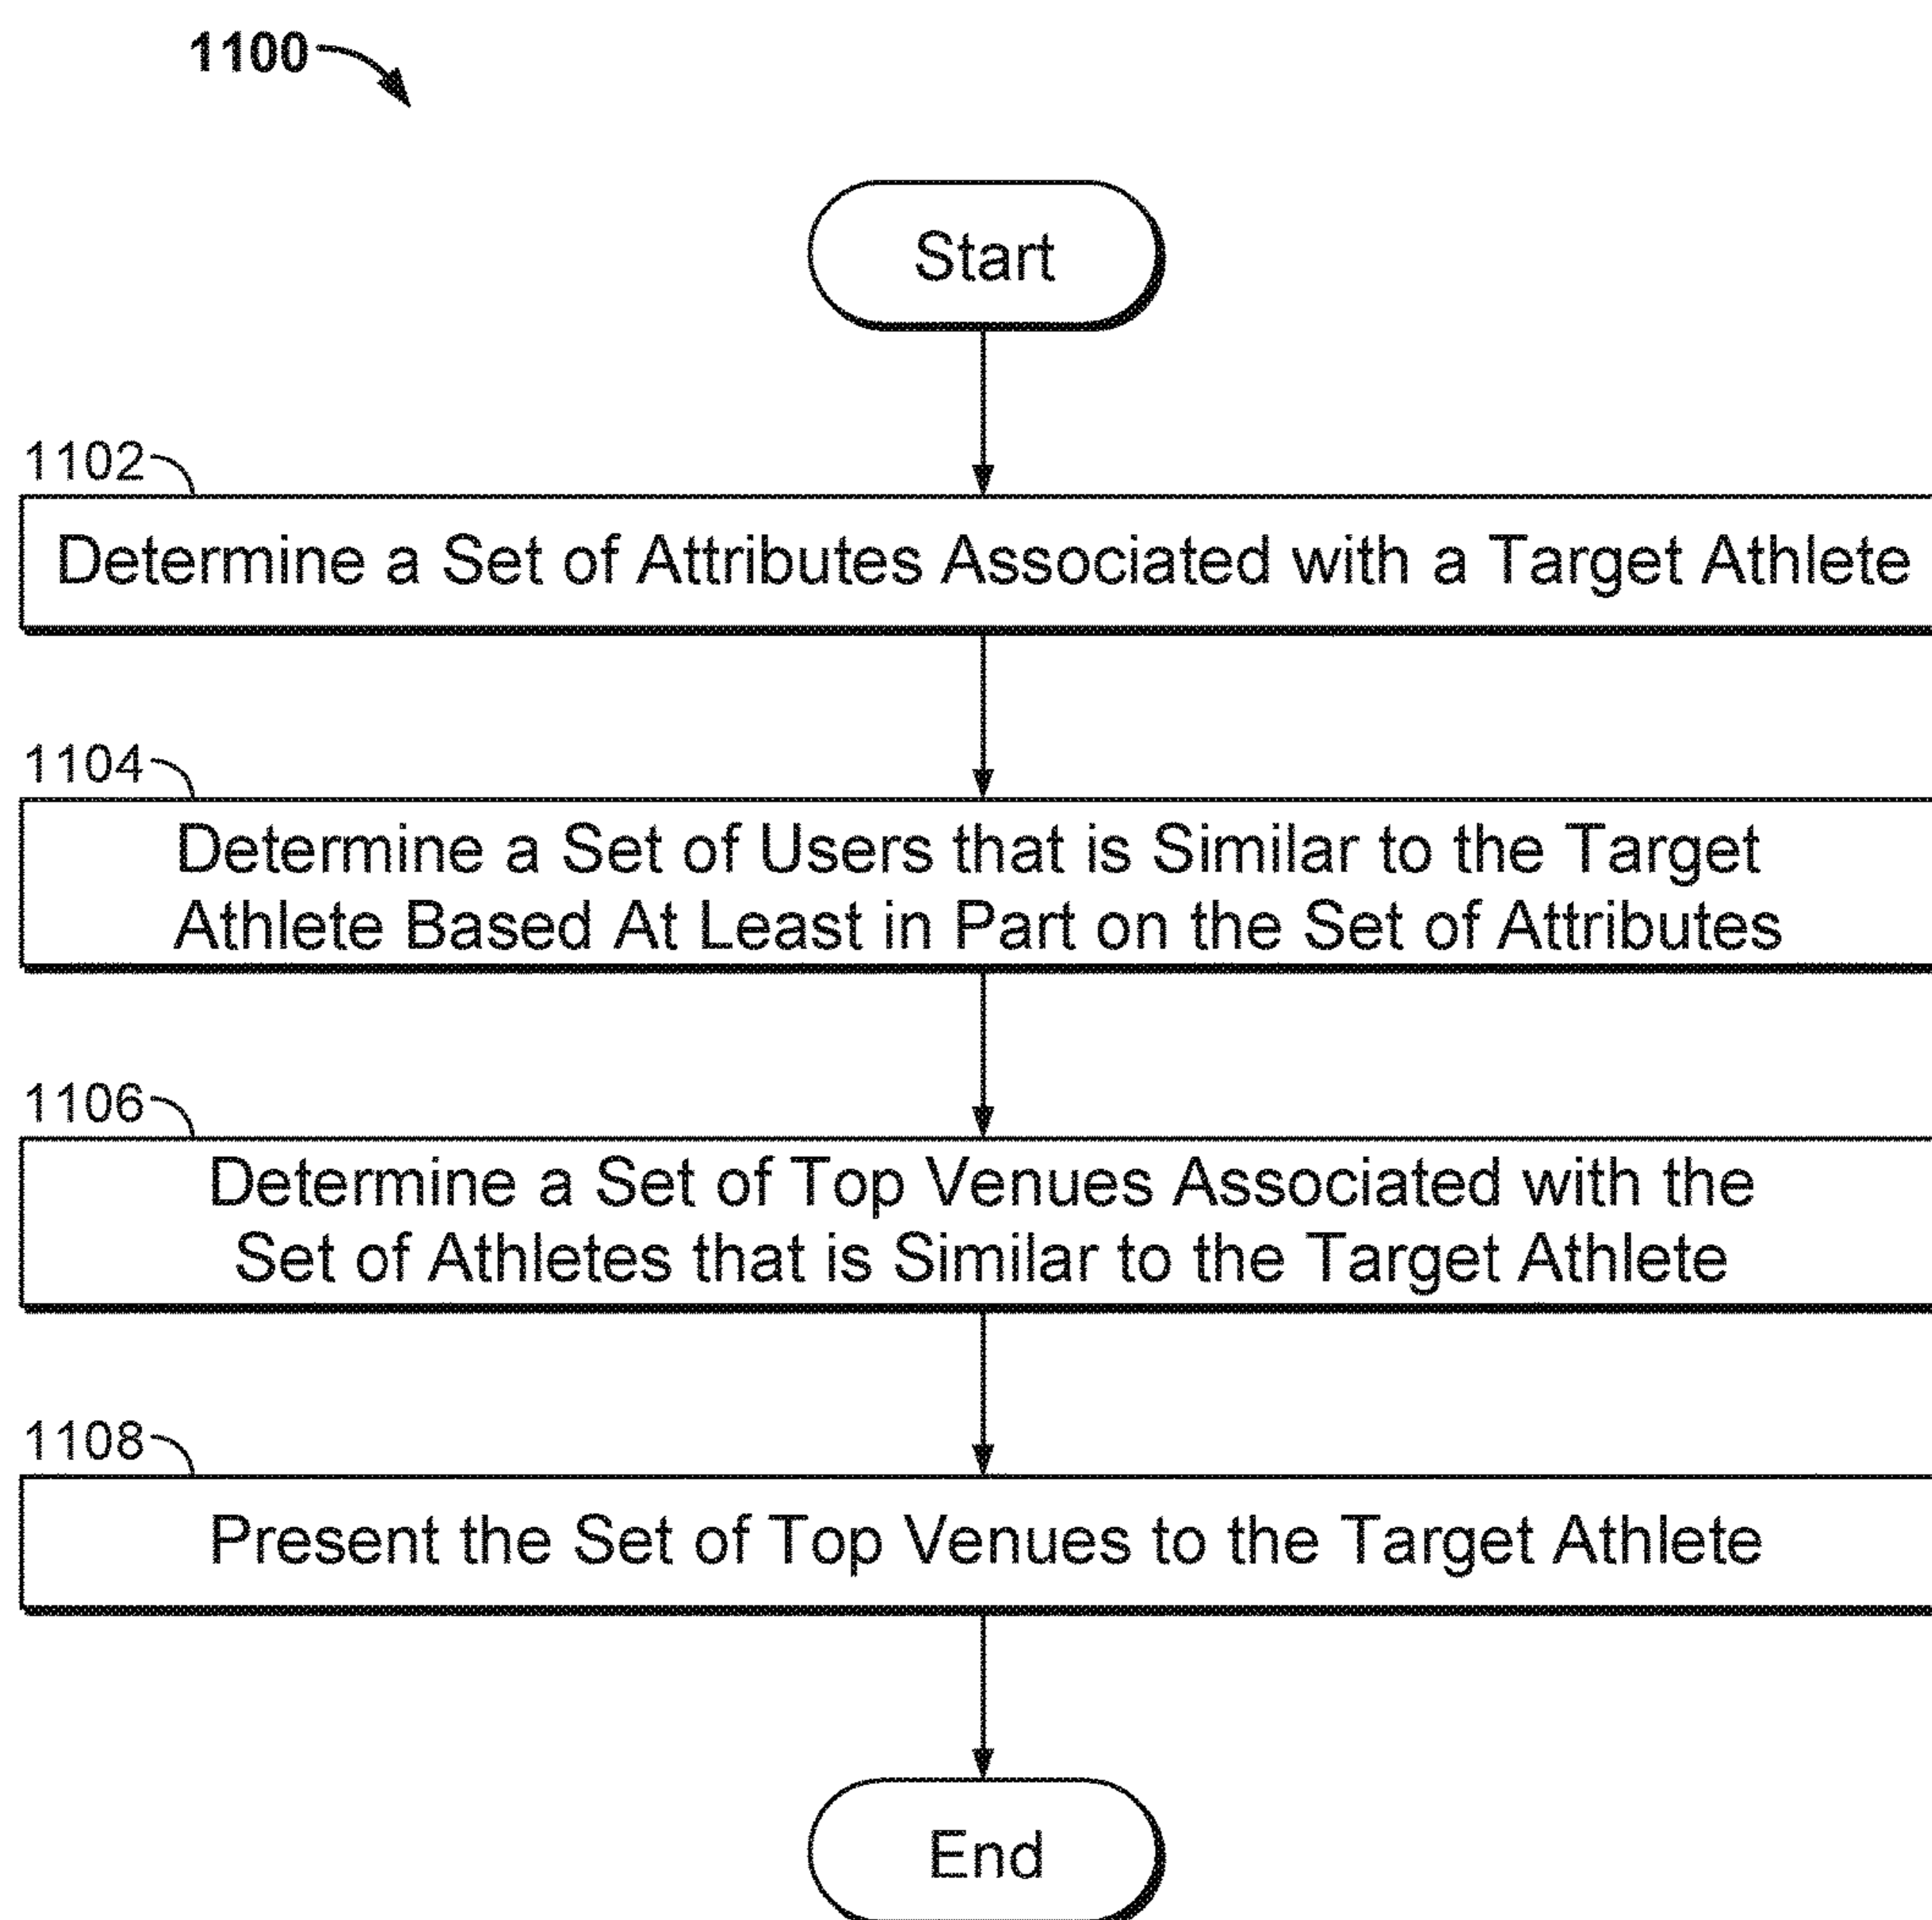 1100
Start
1102
Determine a Set of Attributes Associated with a Target Athlete
1104
Determine a Set of Users that is Similar to the Target
Athlete Based At Least in Part on the Set of Attributes
1106
Determine a Set of Top Venues Associated with the
Set of Athletes that is Similar to the Target Athlete
1108
Present the Set of Top Venues to the Target Athlete
End